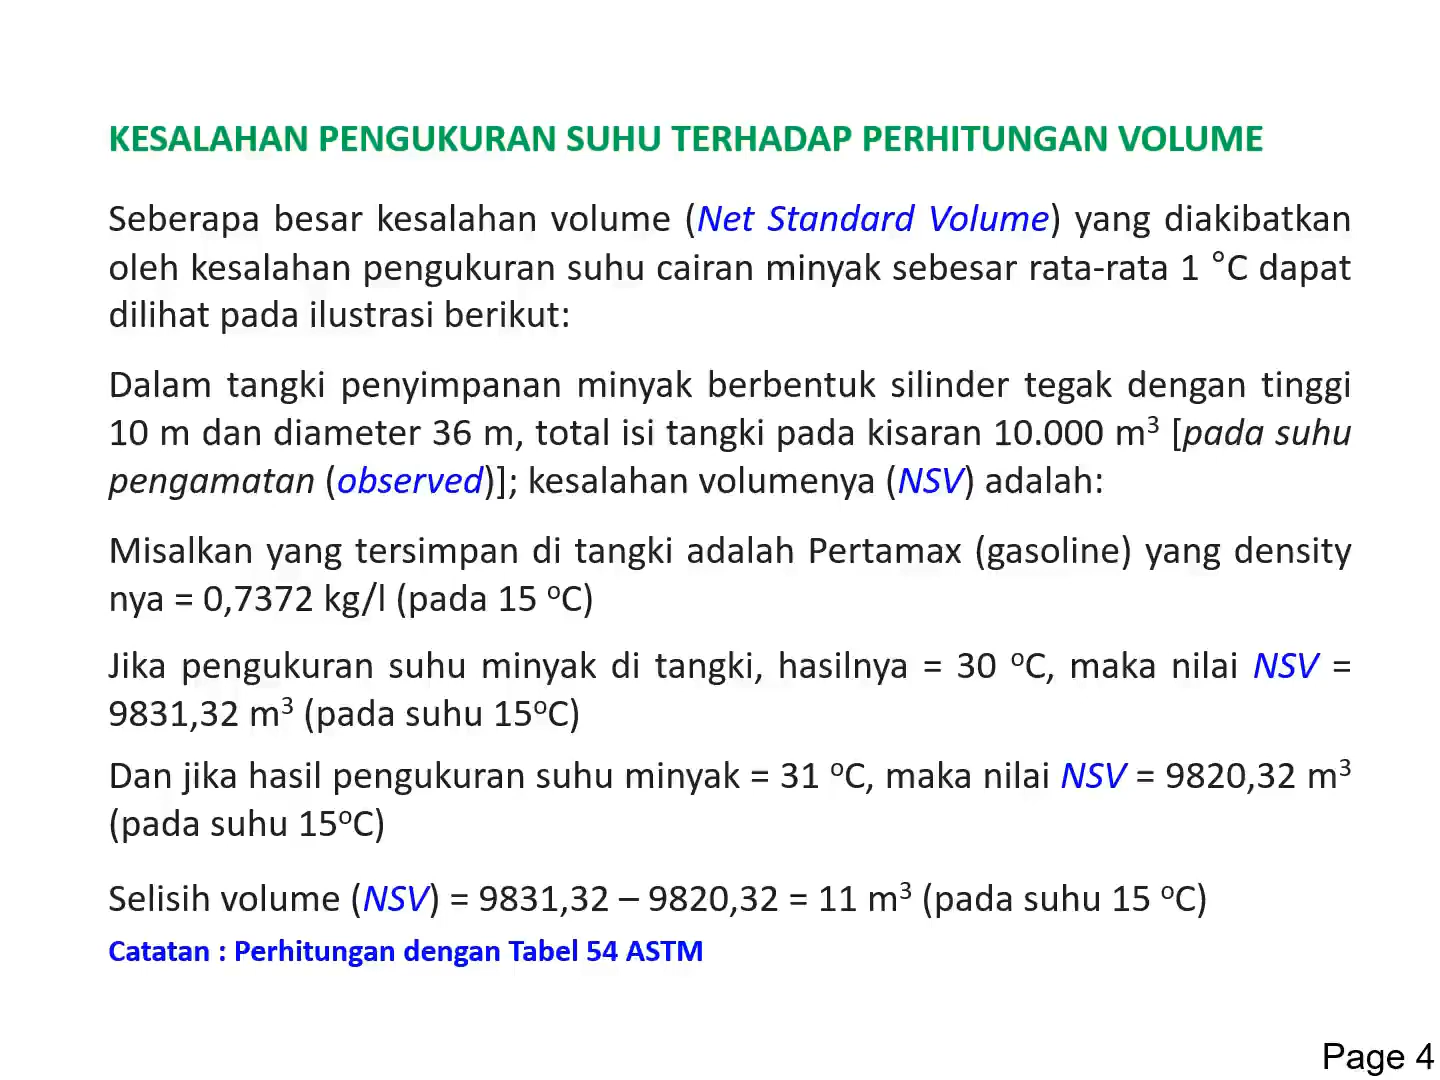 KESALAHAN PENGUKURAN SUHU TERHADAP PERHITUNGAN VOLUME
Seberapa besar kesalahan volume (Net Standard Volume) yang diakibatkan
oleh kesalahan pengukuran suhu cairan minyak sebesar rata-rata 1 °C dapat
dilihat pada ilustrasi berikut:
Dalam tangki penyimpanan minyak berbentuk silinder tegak dengan tinggi
10 m dan diameter 36 m, total isi tangki pada kisaran 10.000 m³ [pada suhu
pengamatan (observed)]; kesalahan volumenya (NSV) adalah:
Misalkan yang tersimpan di tangki adalah Pertamax (gasoline) yang density
nya = 0,7372 kg/l (pada 15 ᵒC)
Jika pengukuran suhu minyak di tangki, hasilnya = 30 ᵒC, maka nilai NSV =
9831,32 m³ (pada suhu 15ᵒC)
Dan jika hasil pengukuran suhu minyak = 31 ᵒC, maka nilai NSV = 9820,32 m³
(pada suhu 15ᵒC)
Selisih volume (NSV) = 9831,32 – 9820,32 = 11 m³ (pada suhu 15 ᵒC)
Catatan : Perhitungan dengan Tabel 54 ASTM
Page 4